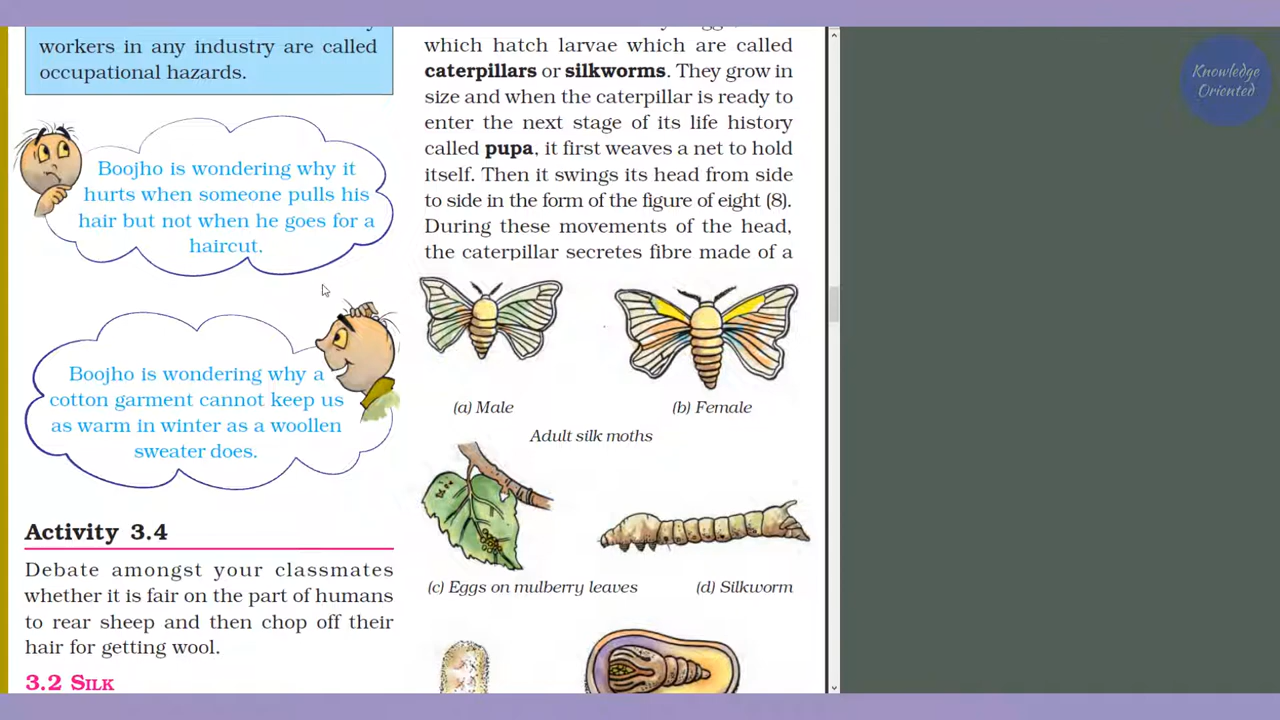 workers in any industry are called
occupational hazards.
Boojho is wondering why it
hurts when someone pulls his
hair but not when he goes for a
haircut.
Boojho is wondering why a
cotton garment cannot keep us
as warm in winter as a woollen
sweater does.
Activity 3.4
Debate amongst your classmates
whether it is fair on the part of humans
to rear sheep and then chop off their
hair for getting wool.
3.2 SILK
which hatch larvae which are called
caterpillars or silkworms. They grow in
size and when the caterpillar is ready to
enter the next stage of its life history
called pupa, it first weaves a net to hold
itself. Then it swings its head from side
to side in the form of the figure of eight (8).
During these movements of the head,
the caterpillar secretes fibre made of a
(a) Male
(b) Female
Adult silk moths
(c) Eggs on mulberry leaves
(d) Silkworm
Knowledge
Oriented